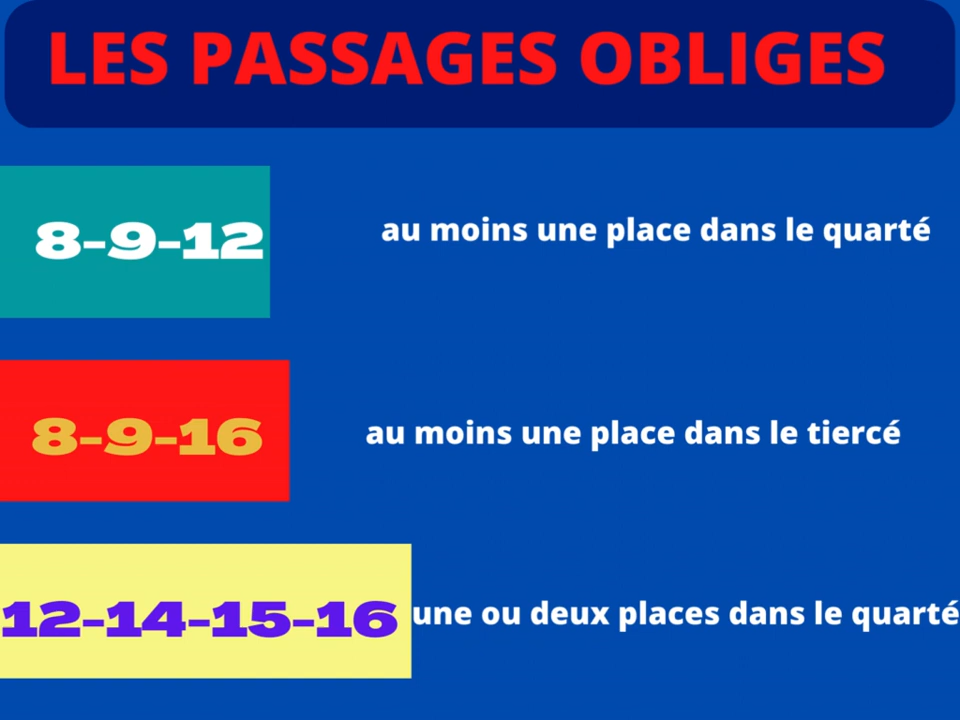 LES PASSAGES OBLIGES
8-9-12
au moins une place dans le quarté
8-9-16
au moins une place dans le tiercé
12-14-15-16
une ou deux places dans le quarté